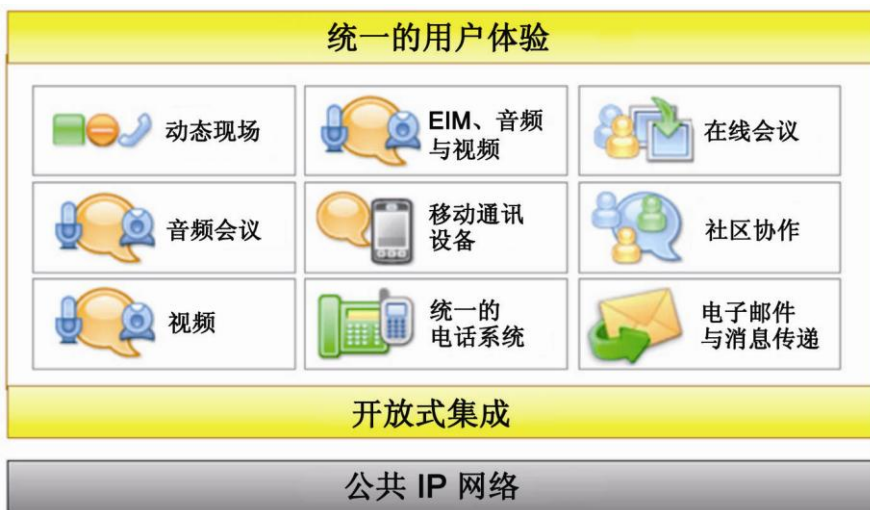 统一的用户体验
动态现场
EIM、音频
与视频
在线会议
音频会议
移动通讯
设备
社区协作
视频
统一的
电话系统
电子邮件
与消息传递
开放式集成
公共 IP 网络